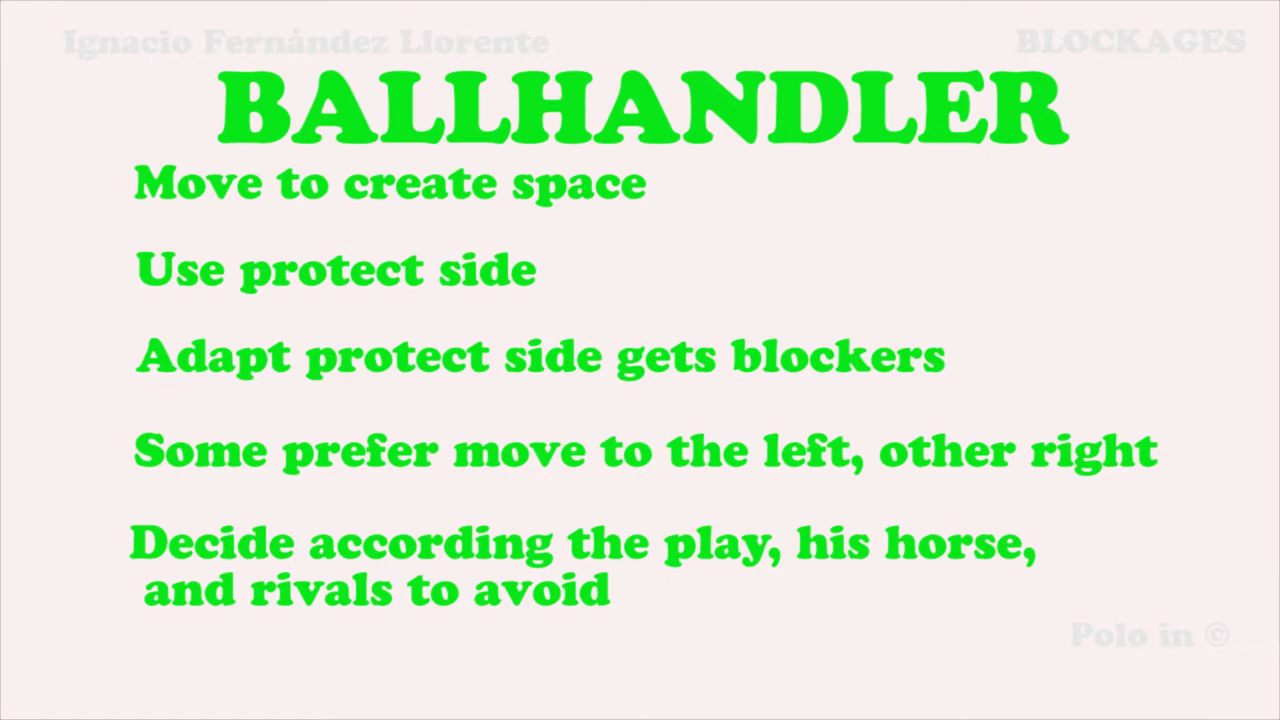 Ignacio Fernández Llorente
BLOCKAGES
BALLHANDLER
Move to create space
Use protect side
Adapt protect side gets blockers
Some prefer move to the left, other right
Decide according the play, his horse,
and rivals to avoid
Polo in ©